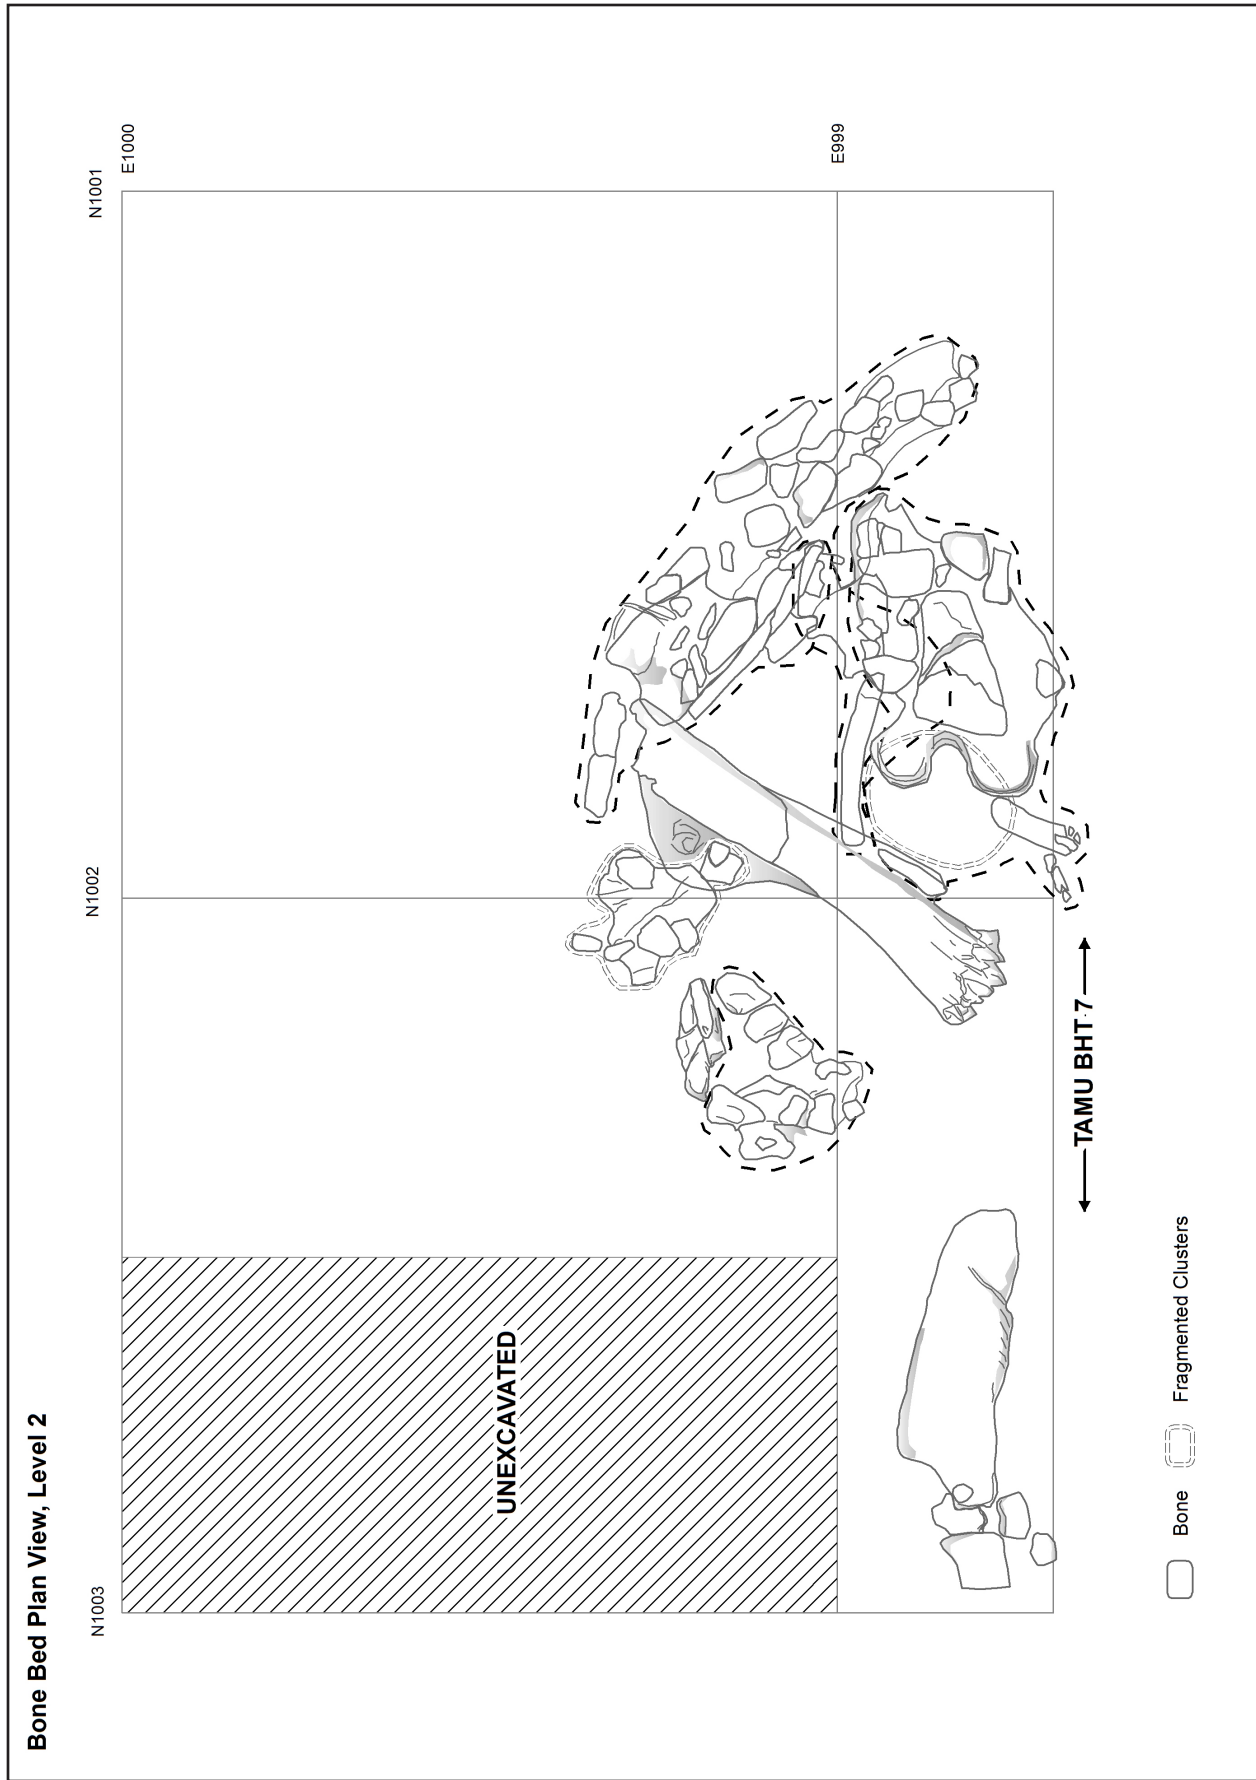 Bone Bed Plan View, Level 2
N1003
N1002
N1001
E1000
E999
UNEXCAVATED
TAMU BHT 7
Bone
Fragmented Clusters